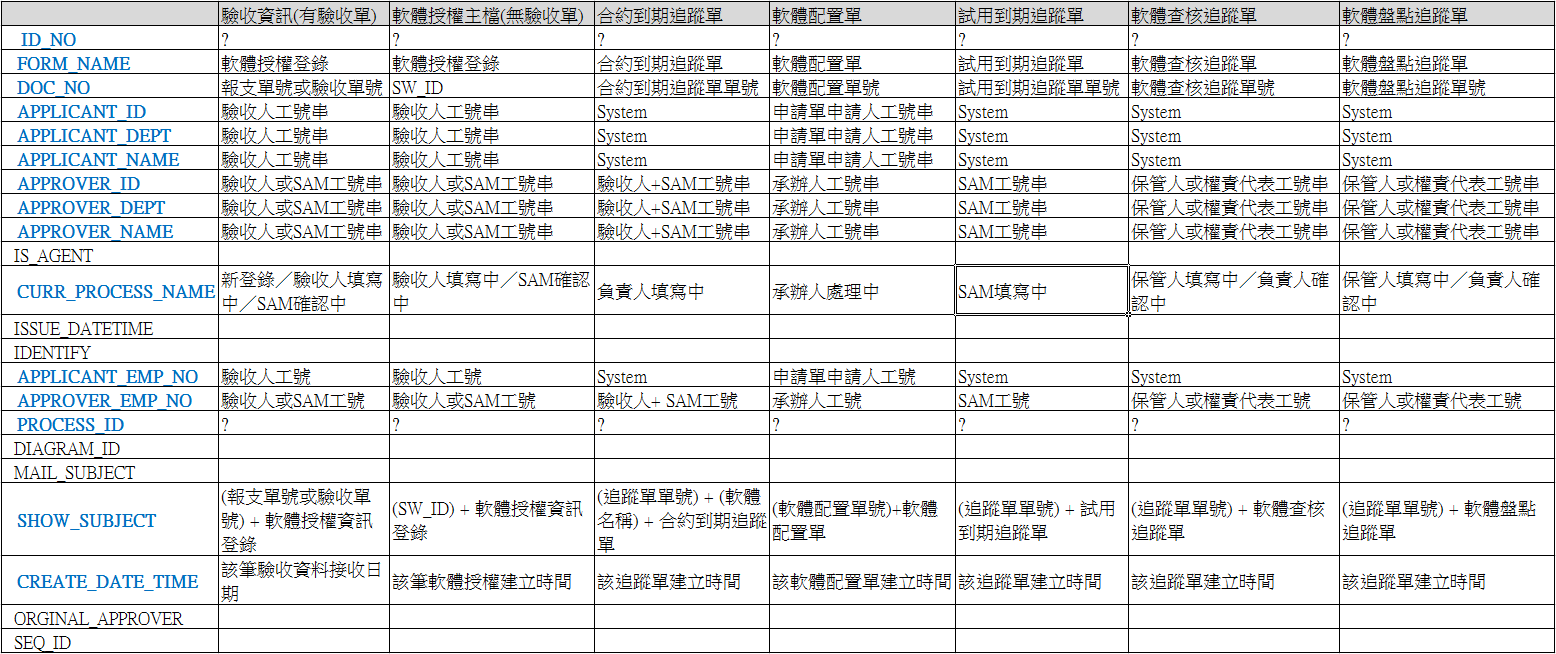 驗收資訊(有驗收單) 軟體授權主檔(無驗收單) 合約到期追蹤單 軟體配置單 試用到期追蹤單 軟體查核追蹤單 軟體盤點追蹤單
ID_NO ? ? ? ? ? ? ?
FORM_NAME 軟體授權登錄 軟體授權登錄 合約到期追蹤單 軟體配置單 試用到期追蹤單 軟體查核追蹤單 軟體盤點追蹤單
DOC_NO 報支單號或驗收單號 SW_ID 合約到期追蹤單單號 軟體配置單單號 試用到期追蹤單單號 軟體查核追蹤單號 軟體盤點追蹤單號
APPLICANT_ID 驗收人工號串 驗收人工號串 System 申請單申請人工號串 System System System
APPLICANT_DEPT 驗收人工號串 驗收人工號串 System 申請單申請人工號串 System System System
APPLICANT_NAME 驗收人工號串 驗收人工號串 System 申請單申請人工號串 System System System
APPROVER_ID 驗收人或SAM工號串 驗收人或SAM工號串 驗收人+SAM工號串 承辦人工號串 SAM工號串 保管人或權責代表工號串 保管人或權責代表工號串
APPROVER_DEPT 驗收人或SAM工號串 驗收人或SAM工號串 驗收人+SAM工號串 承辦人工號串 SAM工號串 保管人或權責代表工號串 保管人或權責代表工號串
APPROVER_NAME 驗收人或SAM工號串 驗收人或SAM工號串 驗收人+SAM工號串 承辦人工號串 SAM工號串 保管人或權責代表工號串 保管人或權責代表工號串
IS_AGENT
CURR_PROCESS_NAME 新登錄／驗收人填寫 驗收人填寫中／SAM確認 負責人填寫中 承辦人處理中 SAM填寫中 保管人填寫中／負責人確 保管人填寫中／負責人確
中／SAM確認中 中 認中 認中
ISSUE_DATETIME
IDENTIFY
APPLICANT_EMP_NO 驗收人工號 驗收人工號 System 申請單申請人工號 System System System
APPROVER_EMP_NO 驗收人或SAM工號 驗收人或SAM工號 驗收人+ SAM工號 承辦人工號 SAM工號 保管人或權責代表工號 保管人或權責代表工號
PROCESS_ID ? ? ? ? ? ? ?
DIAGRAM_ID
MAIL_SUBJECT
SHOW_SUBJECT (報支單號或驗收單 (SW_ID) + 軟體授權資訊 (追蹤單單號) + (軟體 (軟體配置單號)+軟體 (追蹤單單號) + 試用 (追蹤單單號) + 軟體查核 (追蹤單單號) + 軟體盤點
號) + 軟體授權資訊 登錄 名稱) + 合約到期追蹤 配置單 到期追蹤單 追蹤單 追蹤單
登錄 單
CREATE_DATE_TIME 該筆驗收資料接收日 該筆軟體授權建立時間 該追蹤單建立時間 該軟體配置單建立時間 該追蹤單建立時間 該追蹤單建立時間 該追蹤單建立時間
期
ORGINAL_APPROVER
SEQ_ID